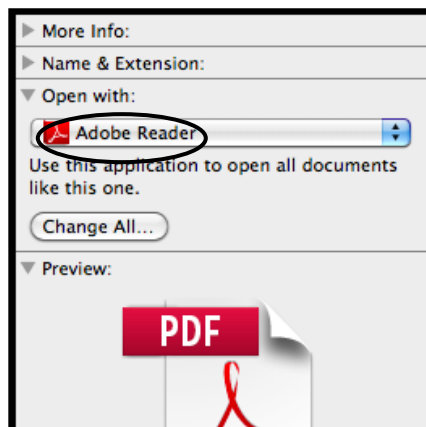 More Info:
Name & Extension:
Open with:
Adobe Reader
Use this application to open all documents
like this one.
Change All...
Preview:
PDF